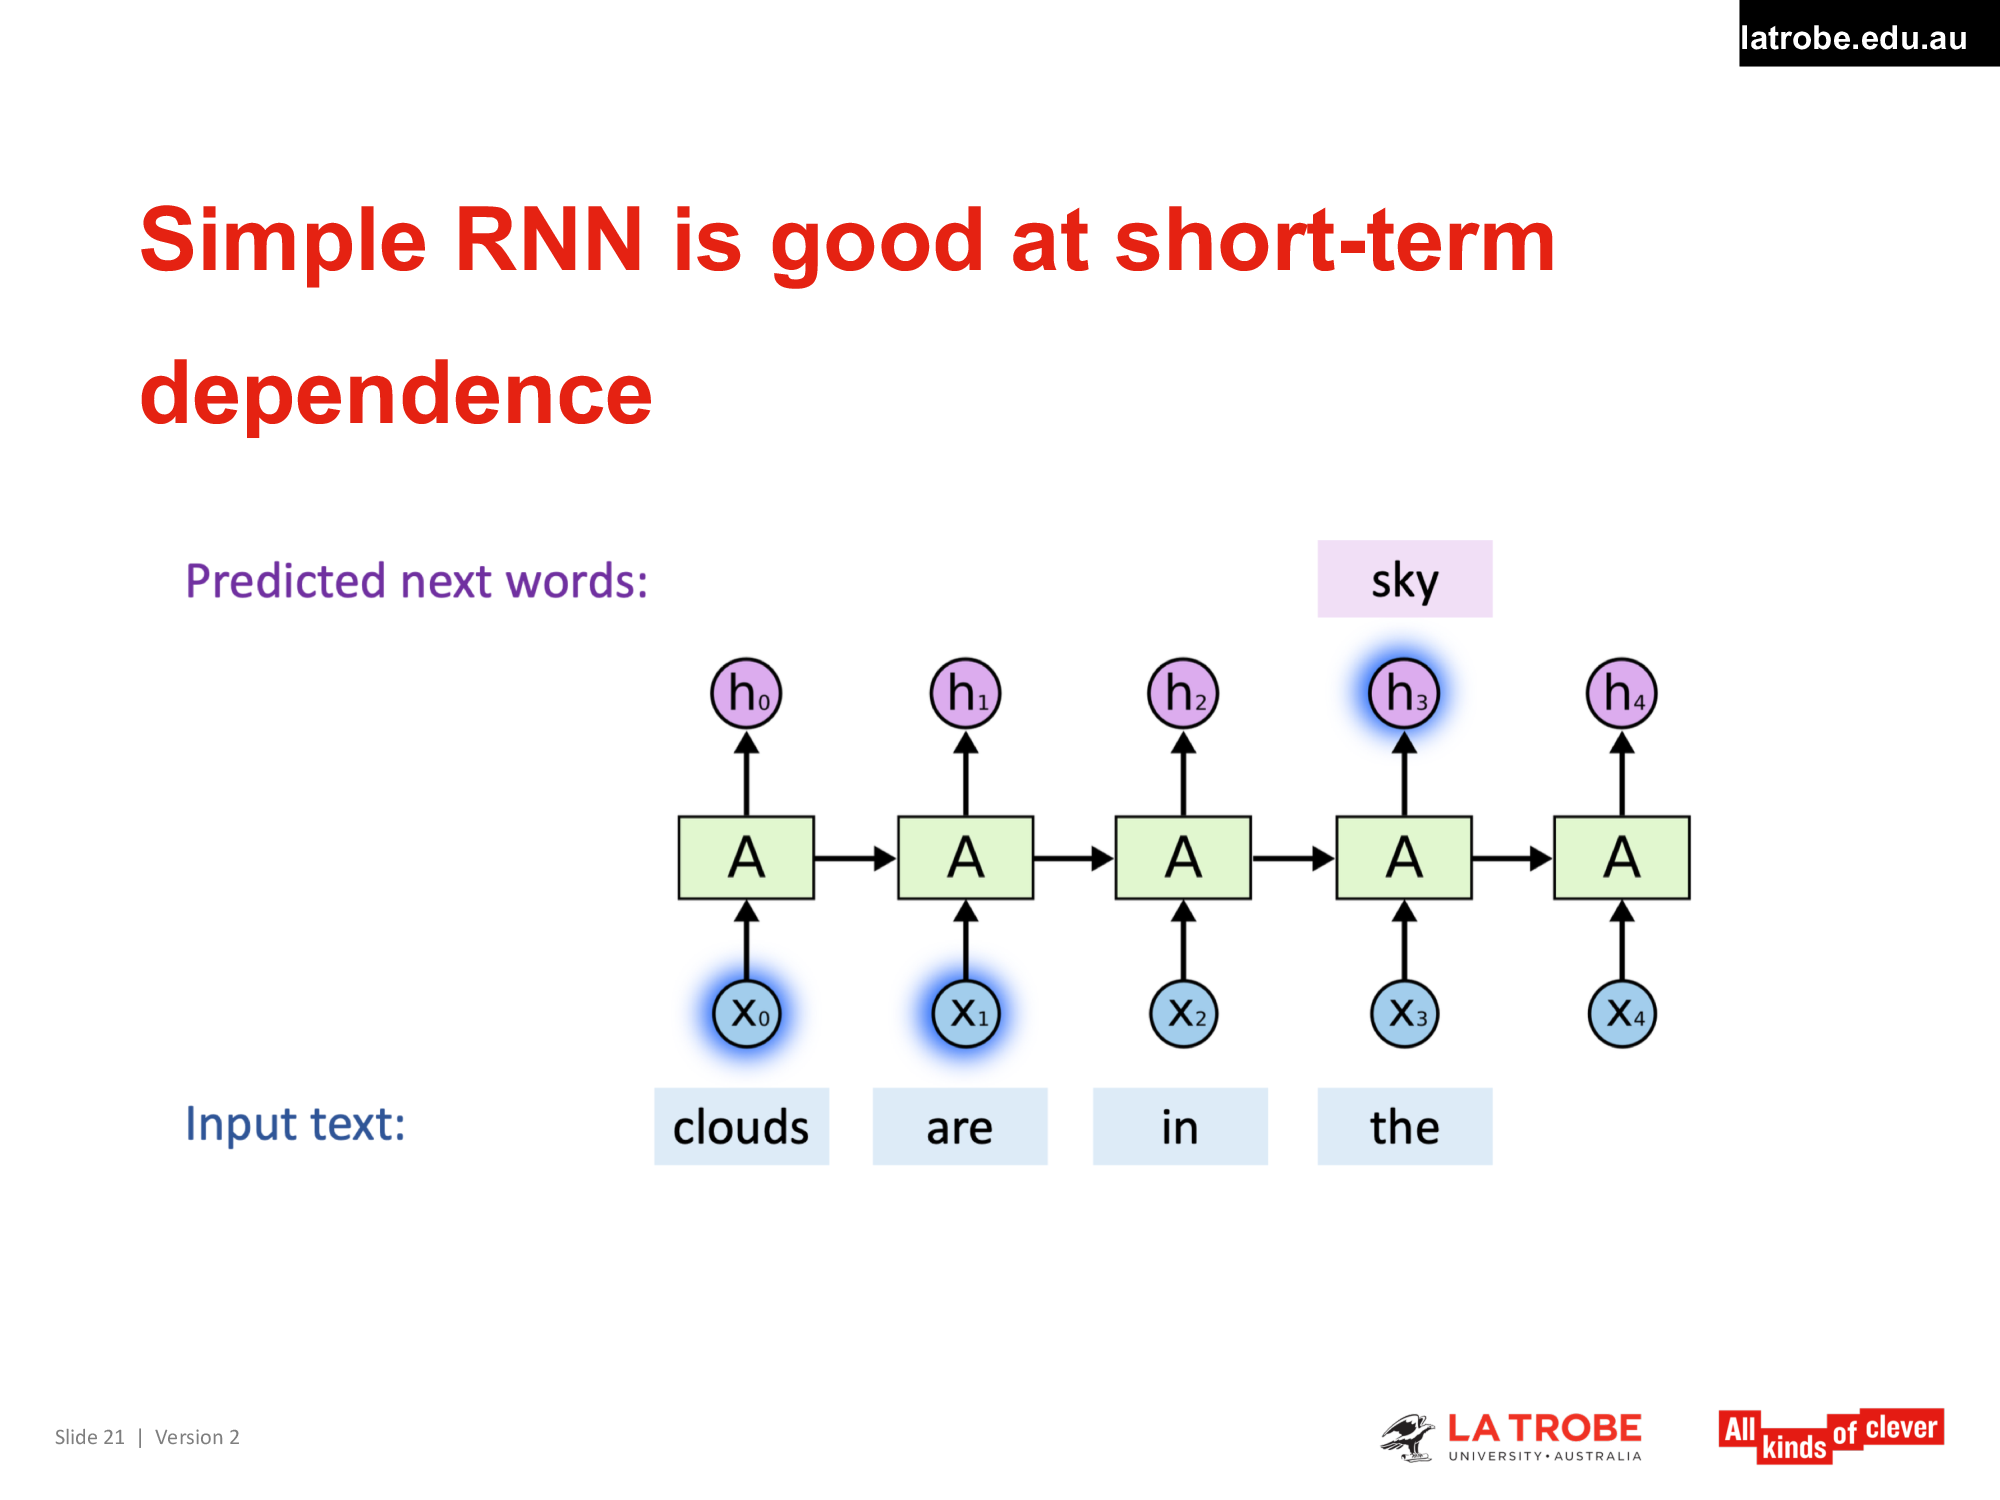 latrobe.edu.au
Simple RNN is good at short-term
dependence
Predicted next words:
sky
h0 h1 h2 h3 h4
A A A A A
x0 x1 x2 x3 x4
Input text:
clouds are in the
Slide 21 | Version 2
LA TROBE
UNIVERSITY • AUSTRALIA
All kinds of clever